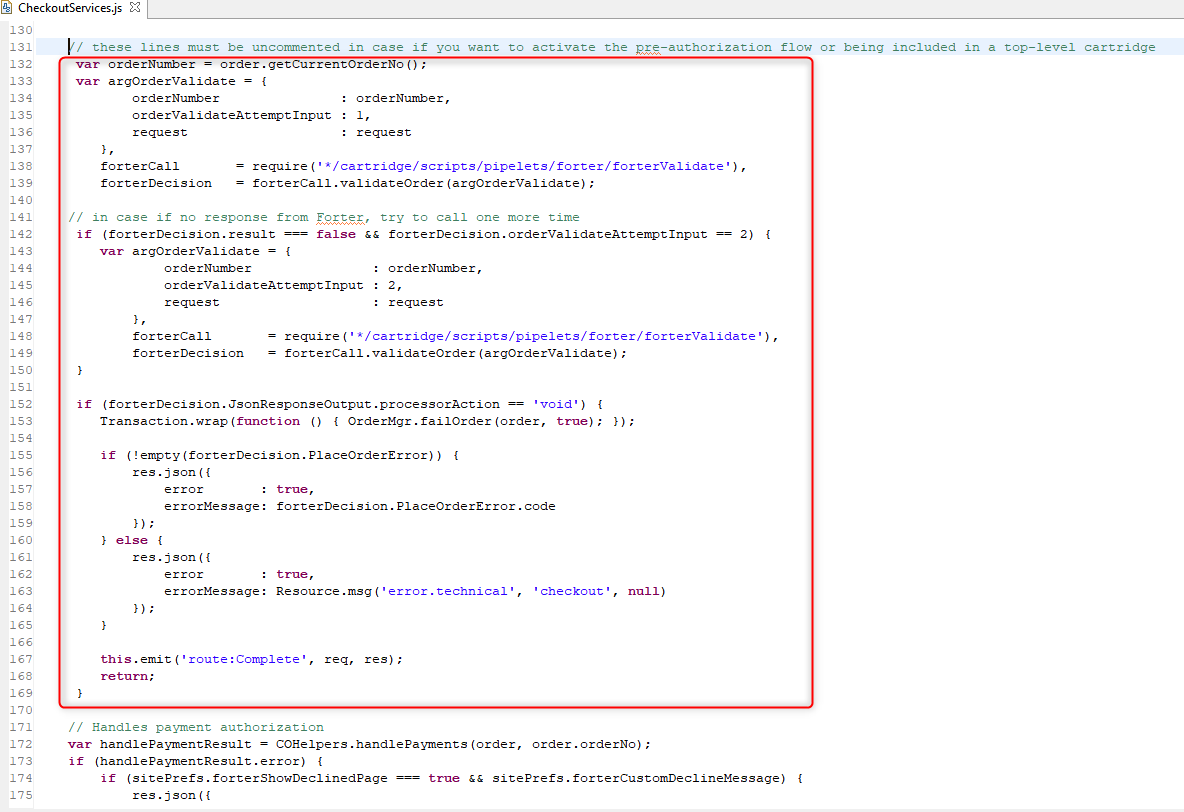 CheckoutServices.js
130
131 // these lines must be uncommented in case if you want to activate the pre-authorization flow or being included in a top-level cartridge
132 var orderNumber = order.getCurrentOrderNo();
133 var argOrderValidate = {
134 orderNumber : orderNumber,
135 orderValidateAttemptInput : 1,
136 request : request
137 },
138 forterCall = require('*/cartridge/scripts/pipelets/forter/forterValidate'),
139 forterDecision = forterCall.validateOrder(argOrderValidate);
140
141 // in case if no response from Forter, try to call one more time
142 if (forterDecision.result === false && forterDecision.orderValidateAttemptInput == 2) {
143 var argOrderValidate = {
144 orderNumber : orderNumber,
145 orderValidateAttemptInput : 2,
146 request : request
147 },
148 forterCall = require('*/cartridge/scripts/pipelets/forter/forterValidate'),
149 forterDecision = forterCall.validateOrder(argOrderValidate);
150 }
151
152 if (forterDecision.JsonResponseOutput.processorAction == 'void') {
153 Transaction.wrap(function () { OrderMgr.failOrder(order, true); });
154
155 if (!empty(forterDecision.PlaceOrderError)) {
156 res.json({
157 error : true,
158 errorMessage: forterDecision.PlaceOrderError.code
159 });
160 } else {
161 res.json({
162 error : true,
163 errorMessage: Resource.msg('error.technical', 'checkout', null)
164 });
165 }
166
167 this.emit('route:Complete', req, res);
168 return;
169 }
170
171 // Handles payment authorization
172 var handlePaymentResult = COHelpers.handlePayments(order, order.orderNo);
173 if (handlePaymentResult.error) {
174 if (sitePrefs.forterShowDeclinedPage === true && sitePrefs.forterCustomDeclineMessage) {
175 res.json({